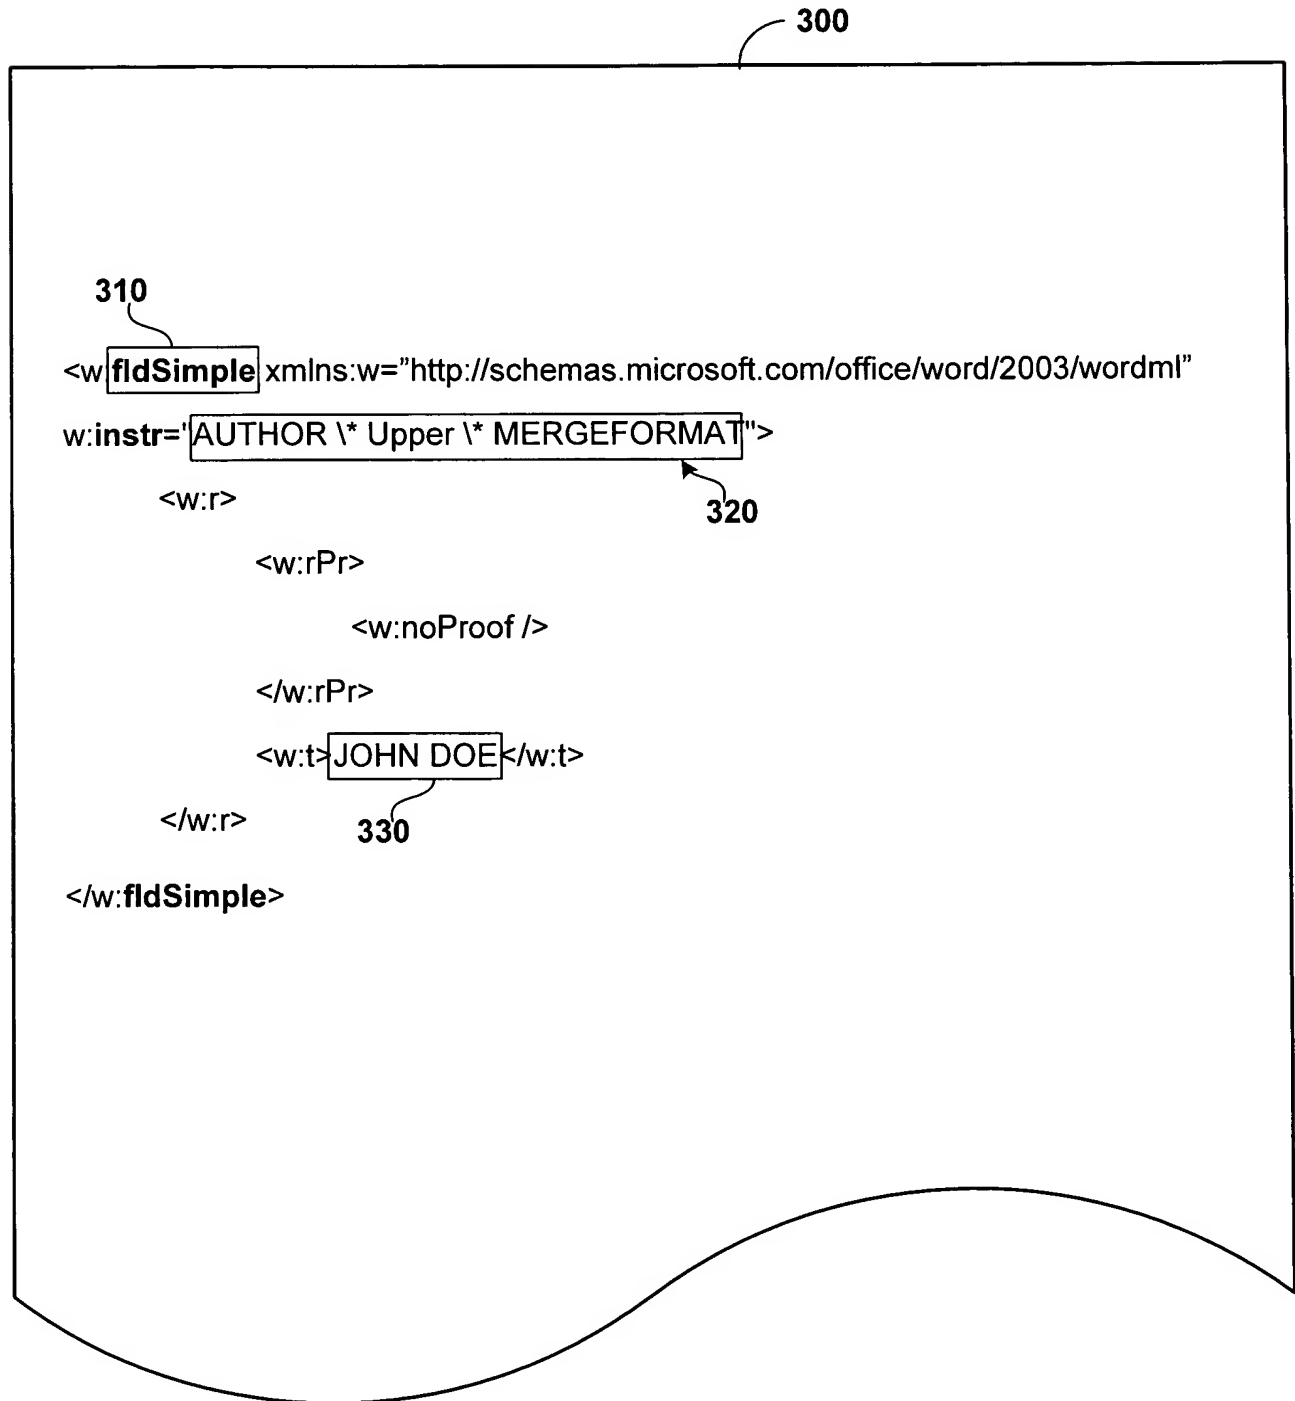 300
310
<w fldSimple xmlns:w="http://schemas.microsoft.com/office/word/2003/wordml”
w:instr='AUTHOR \* Upper \* MERGEFORMAT">
<w:r>
320
<w:rPr>
<w:noProof />
</w:rPr>
<w:t>JOHN DOE</w:t>
</w:r>
330
</w:fldSimple>